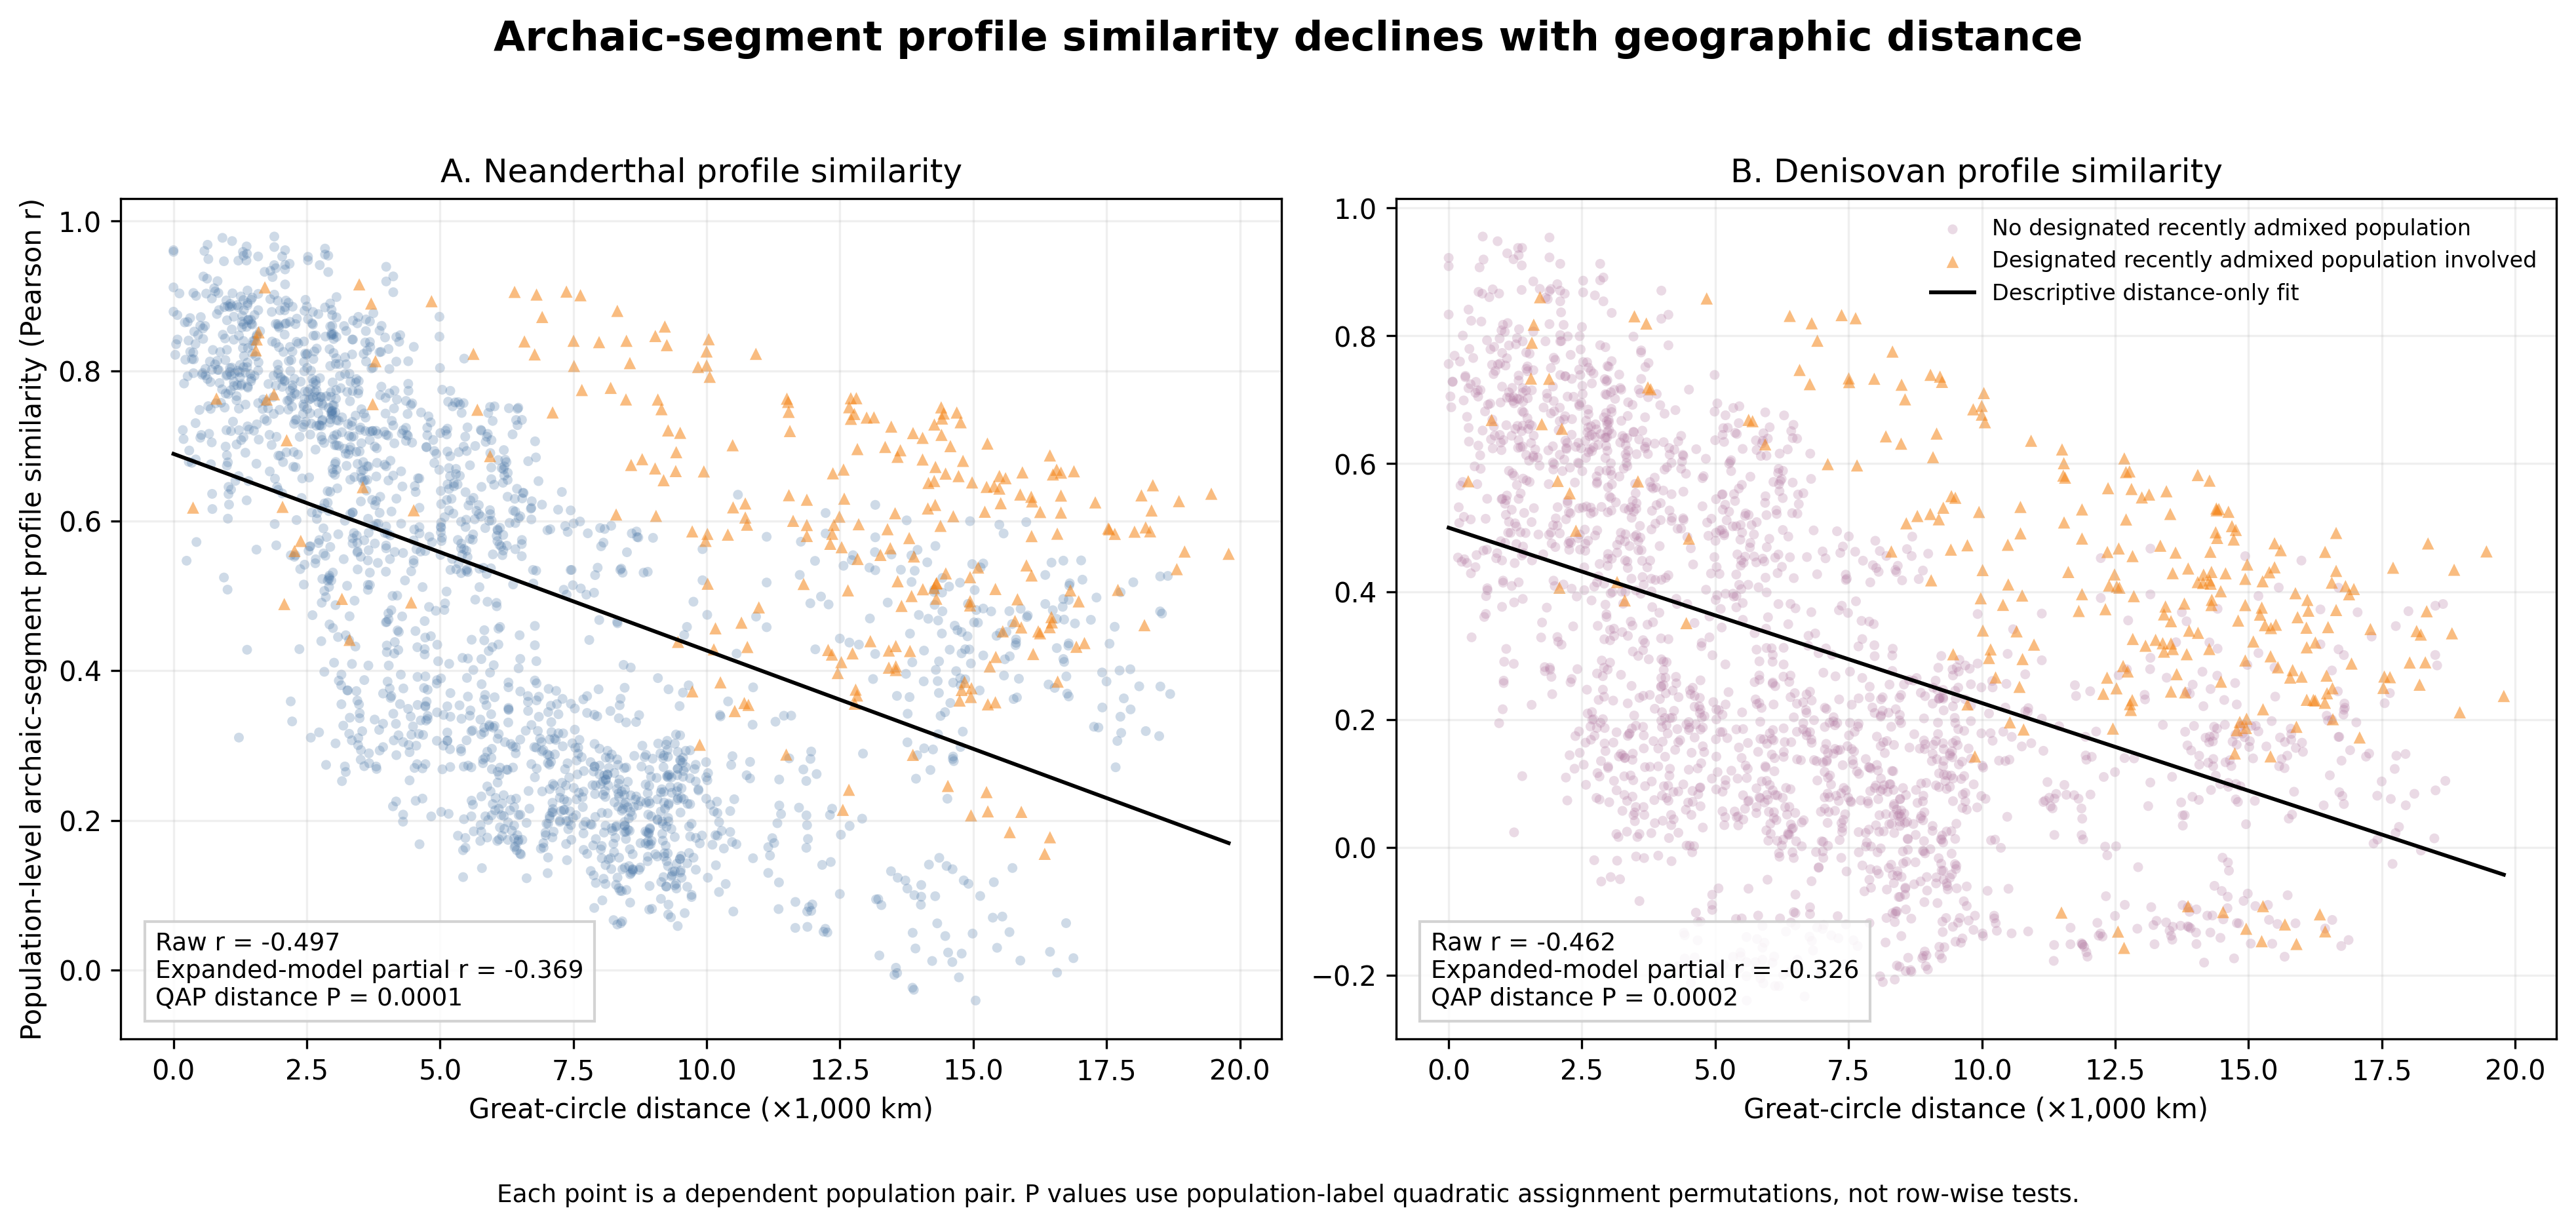 Archaic-segment profile similarity declines with geographic distance
A. Neanderthal profile similarity
Population-level archaic-segment profile similarity (Pearson r)
1.0
0.8
0.6
0.4
0.2
0.0
Raw r = -0.497
Expanded-model partial r = -0.369
QAP distance P = 0.0001
0.0 2.5 5.0 7.5 10.0 12.5 15.0 17.5 20.0
Great-circle distance (×1,000 km)
B. Denisovan profile similarity
1.0
0.8
0.6
0.4
0.2
0.0
−0.2
No designated recently admixed population
Designated recently admixed population involved
Descriptive distance-only fit
Raw r = -0.462
Expanded-model partial r = -0.326
QAP distance P = 0.0002
0.0 2.5 5.0 7.5 10.0 12.5 15.0 17.5 20.0
Great-circle distance (×1,000 km)
Each point is a dependent population pair. P values use population-label quadratic assignment permutations, not row-wise tests.